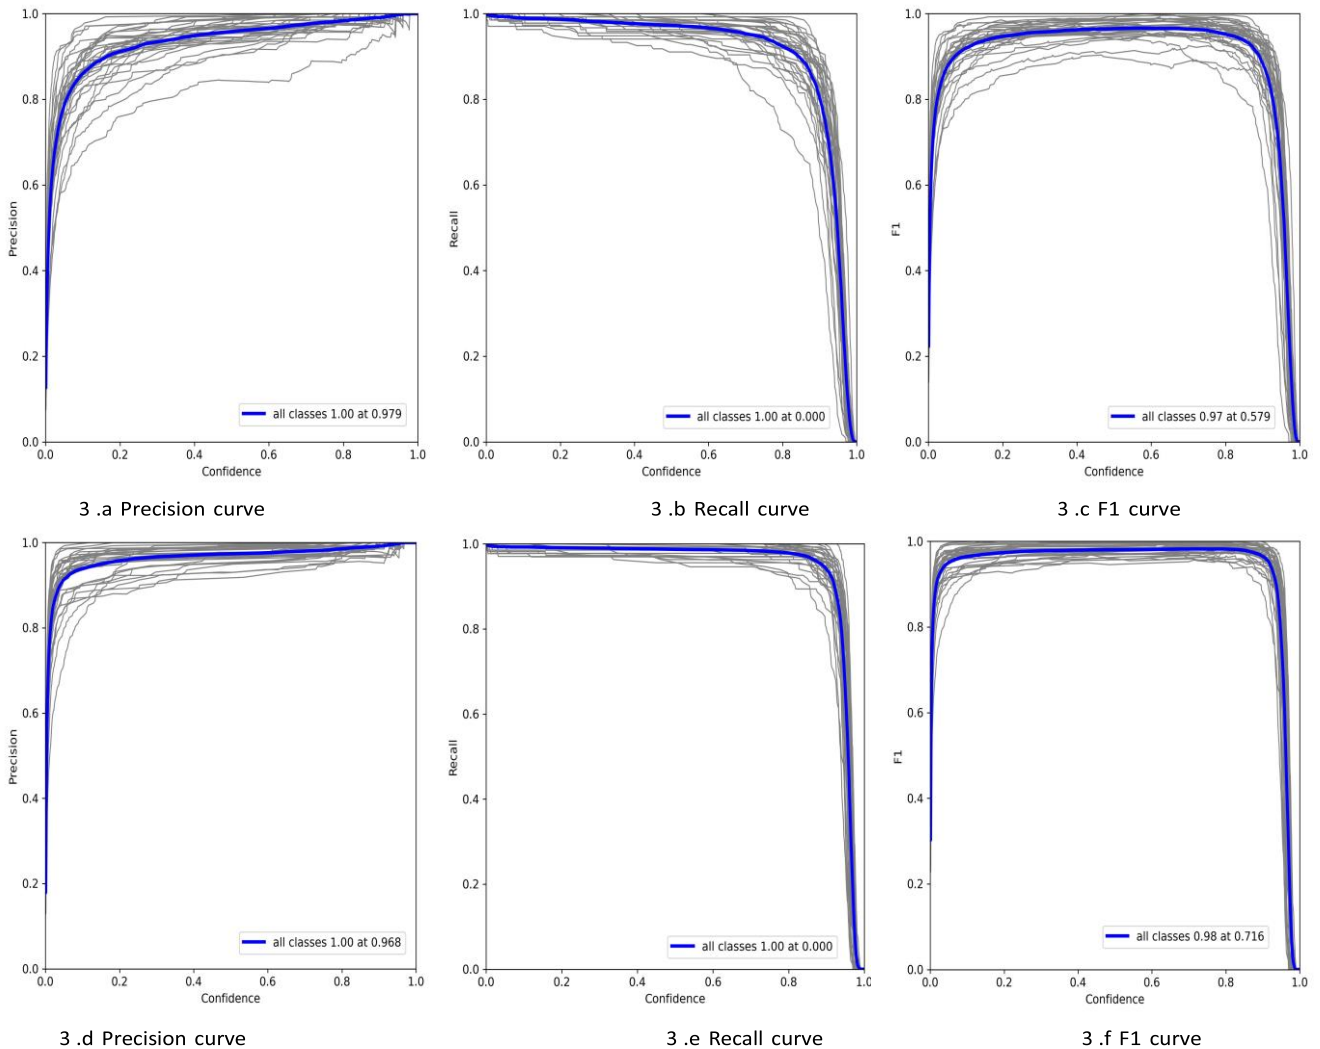 1.0
0.8
0.6
0.4
0.2
0.0
Precision
0.0 0.2 0.4 0.6 0.8 1.0
Confidence
all classes 1.00 at 0.979
3 .a Precision curve
1.0
0.8
0.6
0.4
0.2
0.0
Recall
0.0 0.2 0.4 0.6 0.8 1.0
Confidence
all classes 1.00 at 0.000
3 .b Recall curve
1.0
0.8
0.6
0.4
0.2
0.0
F1
0.0 0.2 0.4 0.6 0.8 1.0
Confidence
all classes 0.97 at 0.579
3 .c F1 curve
1.0
0.8
0.6
0.4
0.2
0.0
Precision
0.0 0.2 0.4 0.6 0.8 1.0
Confidence
all classes 1.00 at 0.968
3 .d Precision curve
1.0
0.8
0.6
0.4
0.2
0.0
Recall
0.0 0.2 0.4 0.6 0.8 1.0
Confidence
all classes 1.00 at 0.000
3 .e Recall curve
1.0
0.8
0.6
0.4
0.2
0.0
F1
0.0 0.2 0.4 0.6 0.8 1.0
Confidence
all classes 0.98 at 0.716
3 .f F1 curve